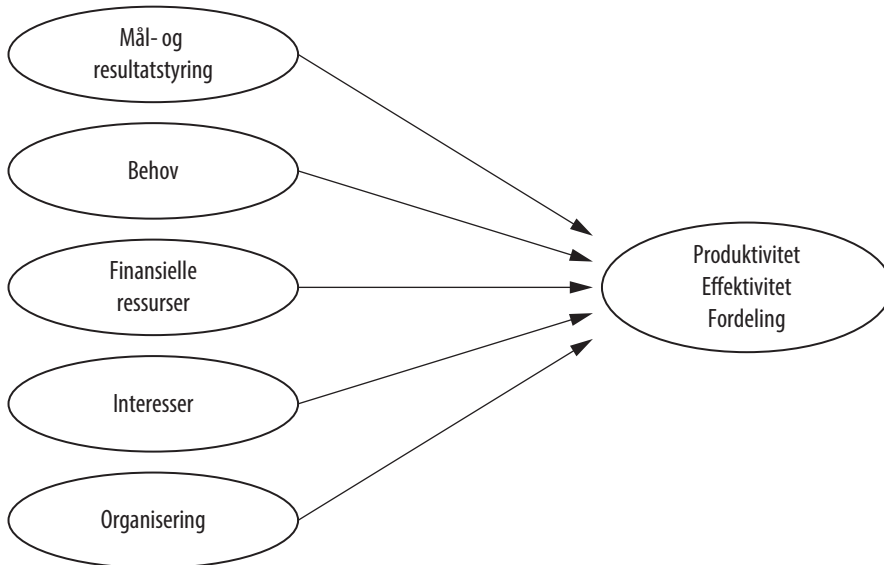 Mål- og
resultatstyring
Behov
Finansielle
ressurser
Interesser
Organisering
Produktivitet
Effektivitet
Fordeling